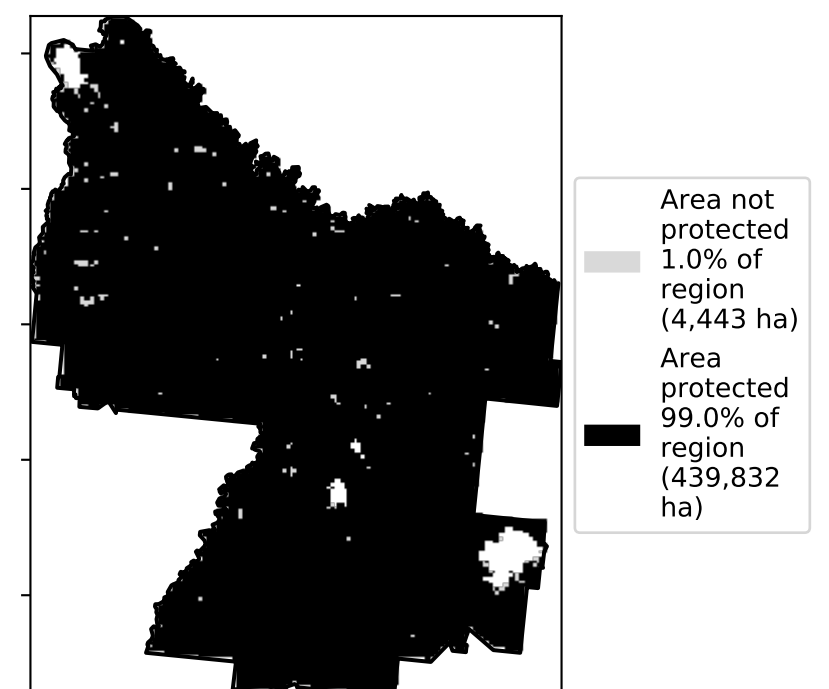 Area not
protected
1.0% of
region
(4,443 ha)
Area
protected
99.0% of
region
(439,832
ha)